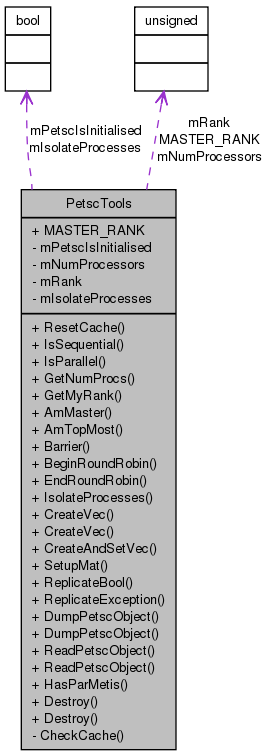 bool
unsigned
mPetscIsInitialised
mIsolateProcesses
mRank
MASTER_RANK
mNumProcessors
PetscTools
+ MASTER_RANK
- mPetscIsInitialised
- mNumProcessors
- mRank
- mIsolateProcesses
+ ResetCache()
+ IsSequential()
+ IsParallel()
+ GetNumProcs()
+ GetMyRank()
+ AmMaster()
+ AmTopMost()
+ Barrier()
+ BeginRoundRobin()
+ EndRoundRobin()
+ IsolateProcesses()
+ CreateVec()
+ CreateVec()
+ CreateAndSetVec()
+ SetupMat()
+ ReplicateBool()
+ ReplicateException()
+ DumpPetscObject()
+ DumpPetscObject()
+ ReadPetscObject()
+ ReadPetscObject()
+ HasParMetis()
+ Destroy()
+ Destroy()
- CheckCache()